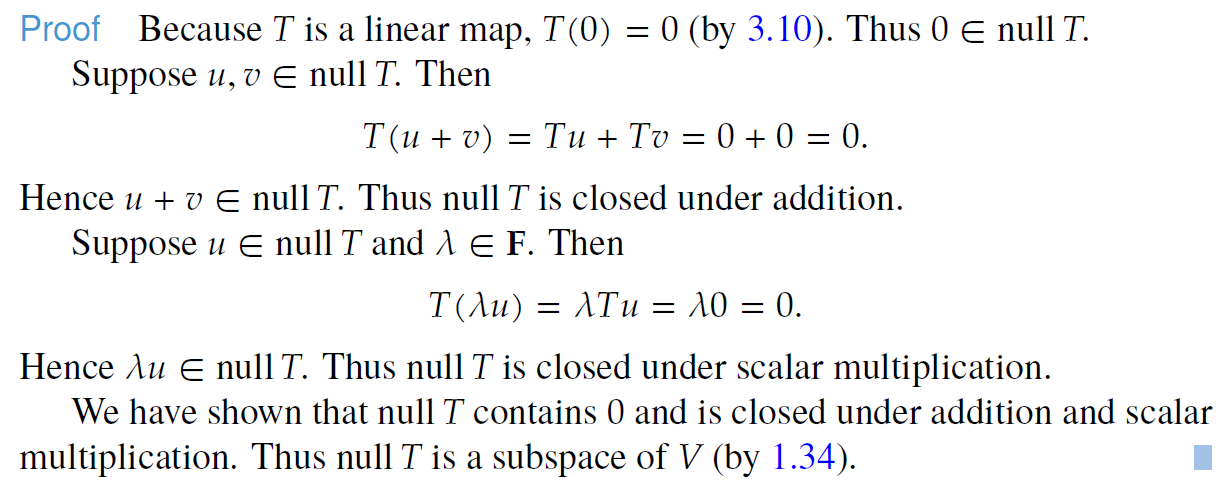 Proof Because T is a linear map, T(0) = 0 (by 3.10). Thus 0 ∈ null T.
Suppose u, v ∈ null T. Then
T(u + v) = Tu + Tv = 0 + 0 = 0.
Hence u + v ∈ null T. Thus null T is closed under addition.
Suppose u ∈ null T and λ ∈ F. Then
T(λu) = λTu = λ0 = 0.
Hence λu ∈ null T. Thus null T is closed under scalar multiplication.
We have shown that null T contains 0 and is closed under addition and scalar
multiplication. Thus null T is a subspace of V (by 1.34).